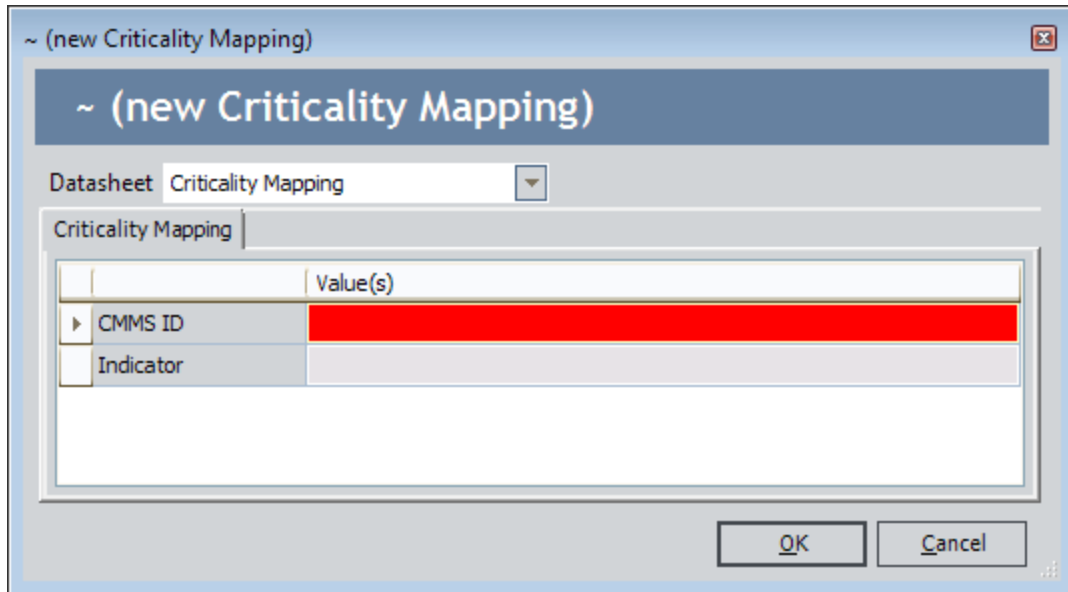 ~ (new Criticality Mapping)
~ (new Criticality Mapping)
Datasheet Criticality Mapping
Criticality Mapping
Value(s)
CMMS ID
Indicator
OK Cancel